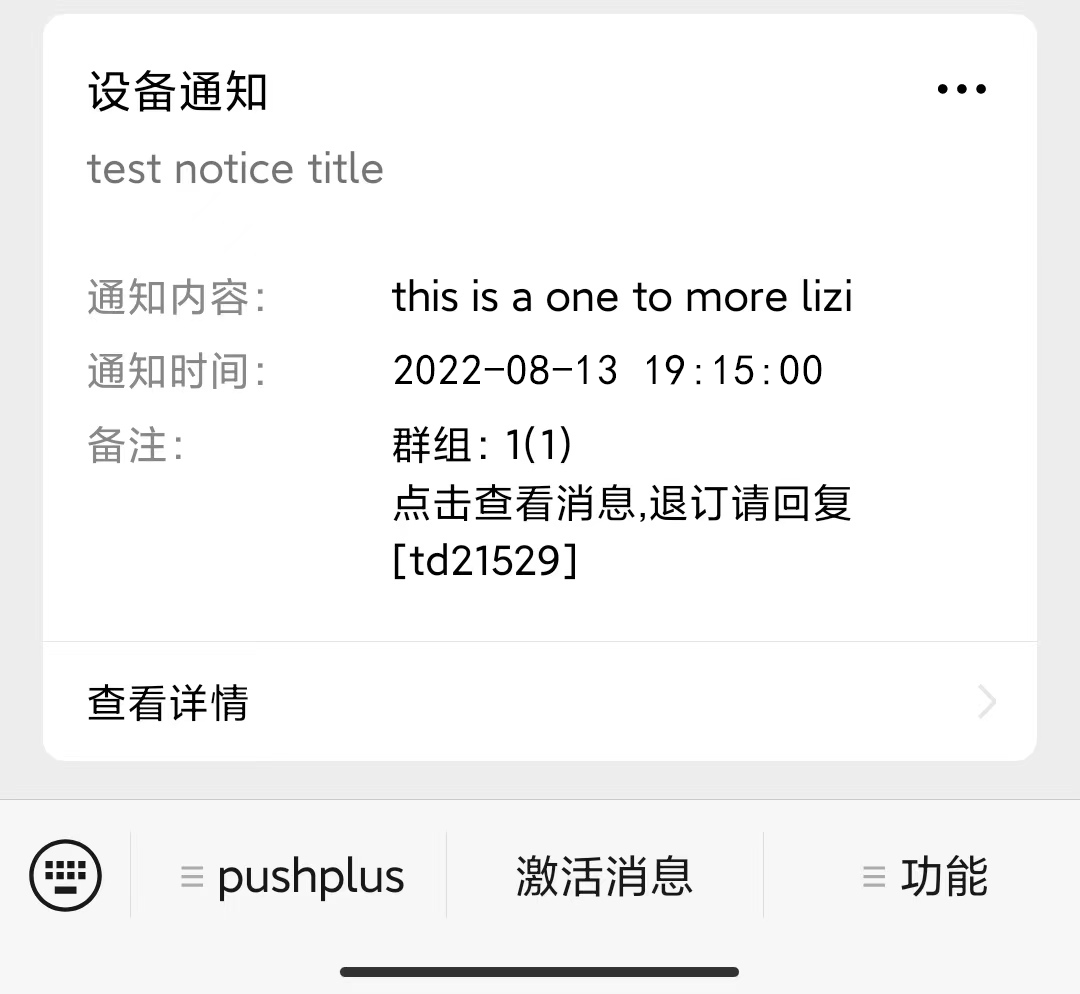 设备通知
test notice title
通知内容: this is a one to more lizi
通知时间: 2022-08-13 19:15:00
备注: 群组: 1(1)
点击查看消息,退订请回复
[td21529]
查看详情
pushplus 激活消息 功能